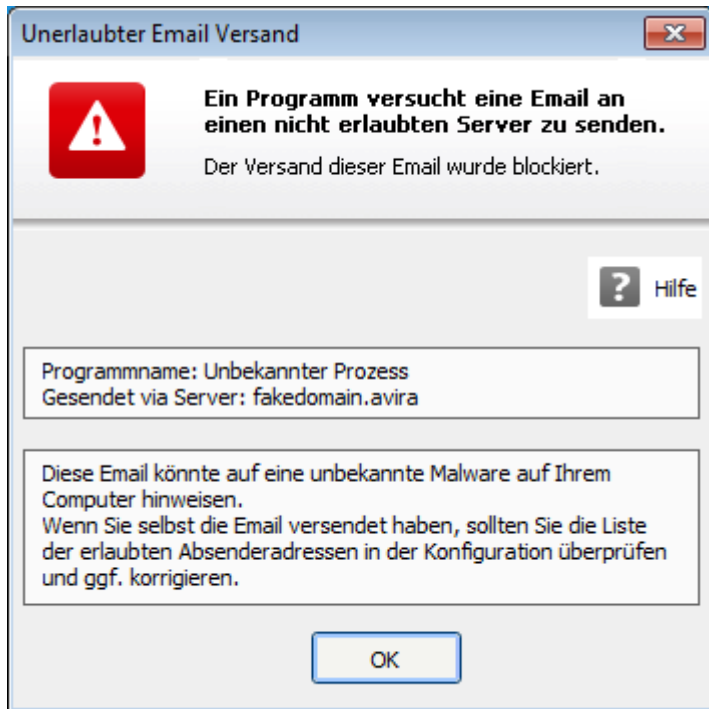 Unerlaubter Email Versand
Ein Programm versucht eine Email an
einen nicht erlaubten Server zu senden.
Der Versand dieser Email wurde blockiert.
? Hilfe
Programmname: Unbekannter Prozess
Gesendet via Server: fakedomain.avira
Diese Email könnte auf eine unbekannte Malware auf Ihrem
Computer hinweisen.
Wenn Sie selbst die Email versendet haben, sollten Sie die Liste
der erlaubten Absenderadressen in der Konfiguration überprüfen
und ggf. korrigieren.
OK